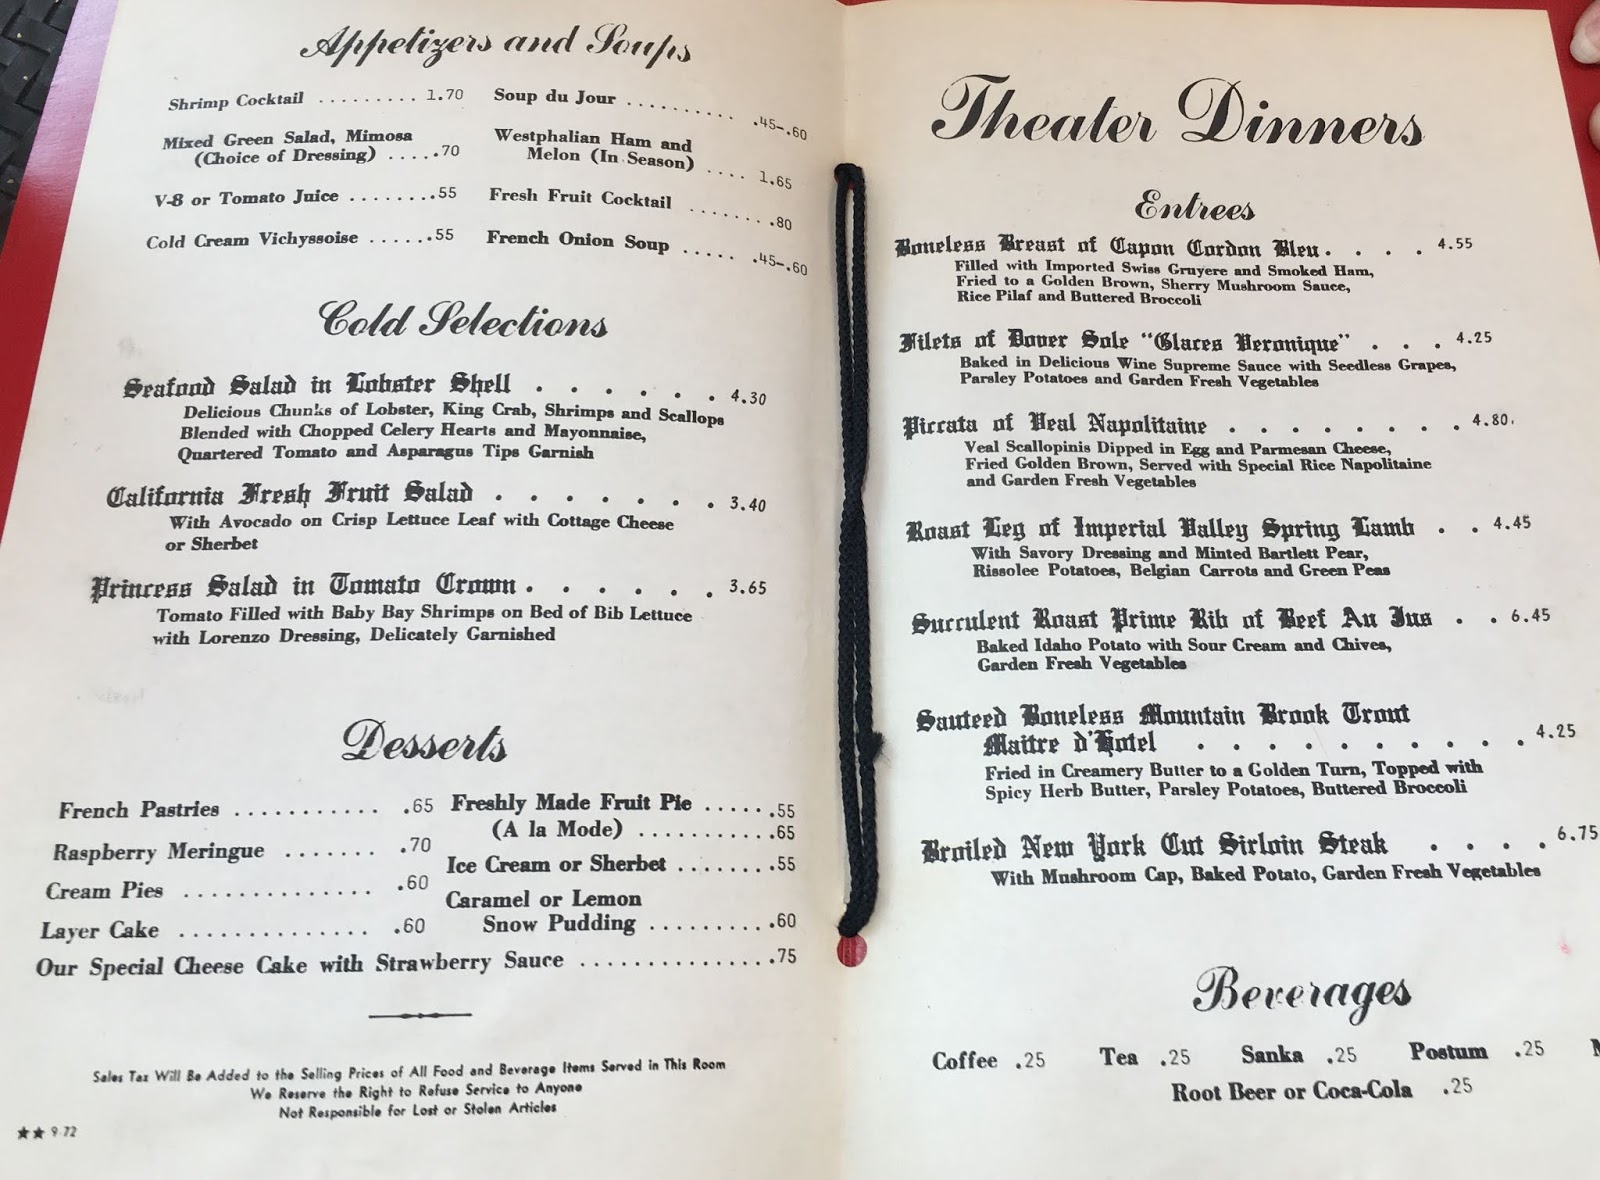 Appetizers and Soups
Shrimp Cocktail ......... 1.70
Mixed Green Salad, Mimosa
(Choice of Dressing) .....70
V-8 or Tomato Juice ........55
Cold Cream Vichyssoise ......55
Soup du Jour ......... .45-.60
Westphalian Ham and
Melon (In Season) .... 1.65
Fresh Fruit Cocktail ........80
French Onion Soup ..... .45-.60
Cold Selections
Seafood Salad in Lobster Shell . . . . . . 4.30
Delicious Chunks of Lobster, King Crab, Shrimps and Scallops
Blended with Chopped Celery Hearts and Mayonnaise,
Quartered Tomato and Asparagus Tips Garnish
California Fresh Fruit Salad . . . . . . . 3.40
With Avocado on Crisp Lettuce Leaf with Cottage Cheese
or Sherbet
Princess Salad in Tomato Crown . . . . . . . 3.65
Tomato Filled with Baby Bay Shrimps on Bed of Bib Lettuce
with Lorenzo Dressing, Delicately Garnished
Desserts
French Pastries ........... .65
Raspberry Meringue ....... .70
Cream Pies .............. .60
Layer Cake .............. .60
Freshly Made Fruit Pie ......55
(A la Mode) ............65
Ice Cream or Sherbet ........55
Caramel or Lemon
Snow Pudding ..........60
Our Special Cheese Cake with Strawberry Sauce ................75
Sales Tax Will Be Added to the Selling Prices of All Food and Beverage Items Served in This Room
We Reserve the Right to Refuse Service to Anyone
Not Responsible for Lost or Stolen Articles
★★ 9-72
Theater Dinners
Entrees
Boneless Breast of Capon Cordon Bleu . . . . 4.55
Filled with Imported Swiss Gruyere and Smoked Ham,
Fried to a Golden Brown, Sherry Mushroom Sauce,
Rice Pilaf and Buttered Broccoli
Filets of Dover Sole "Glaces Veronique" . . . 4.25
Baked in Delicious Wine Supreme Sauce with Seedless Grapes,
Parsley Potatoes and Garden Fresh Vegetables
Piccata of Veal Napolitaine . . . . . . . . 4.80
Veal Scallopinis Dipped in Egg and Parmesan Cheese,
Fried Golden Brown, Served with Special Rice Napolitaine
and Garden Fresh Vegetables
Roast Leg of Imperial Valley Spring Lamb . . 4.45
With Savory Dressing and Minted Bartlett Pear,
Rissolee Potatoes, Belgian Carrots and Green Peas
Succulent Roast Prime Rib of Beef Au Jus . . 6.45
Baked Idaho Potato with Sour Cream and Chives,
Garden Fresh Vegetables
Sauteed Boneless Mountain Brook Trout
Maitre d'Hotel . . . . . . . . . . 4.25
Fried in Creamery Butter to a Golden Turn, Topped with
Spicy Herb Butter, Parsley Potatoes, Buttered Broccoli
Broiled New York Cut Sirloin Steak . . . . 6.75
With Mushroom Cap, Baked Potato, Garden Fresh Vegetables
Beverages
Coffee .25 Tea .25 Sanka .25 Postum .25
Root Beer or Coca-Cola .25